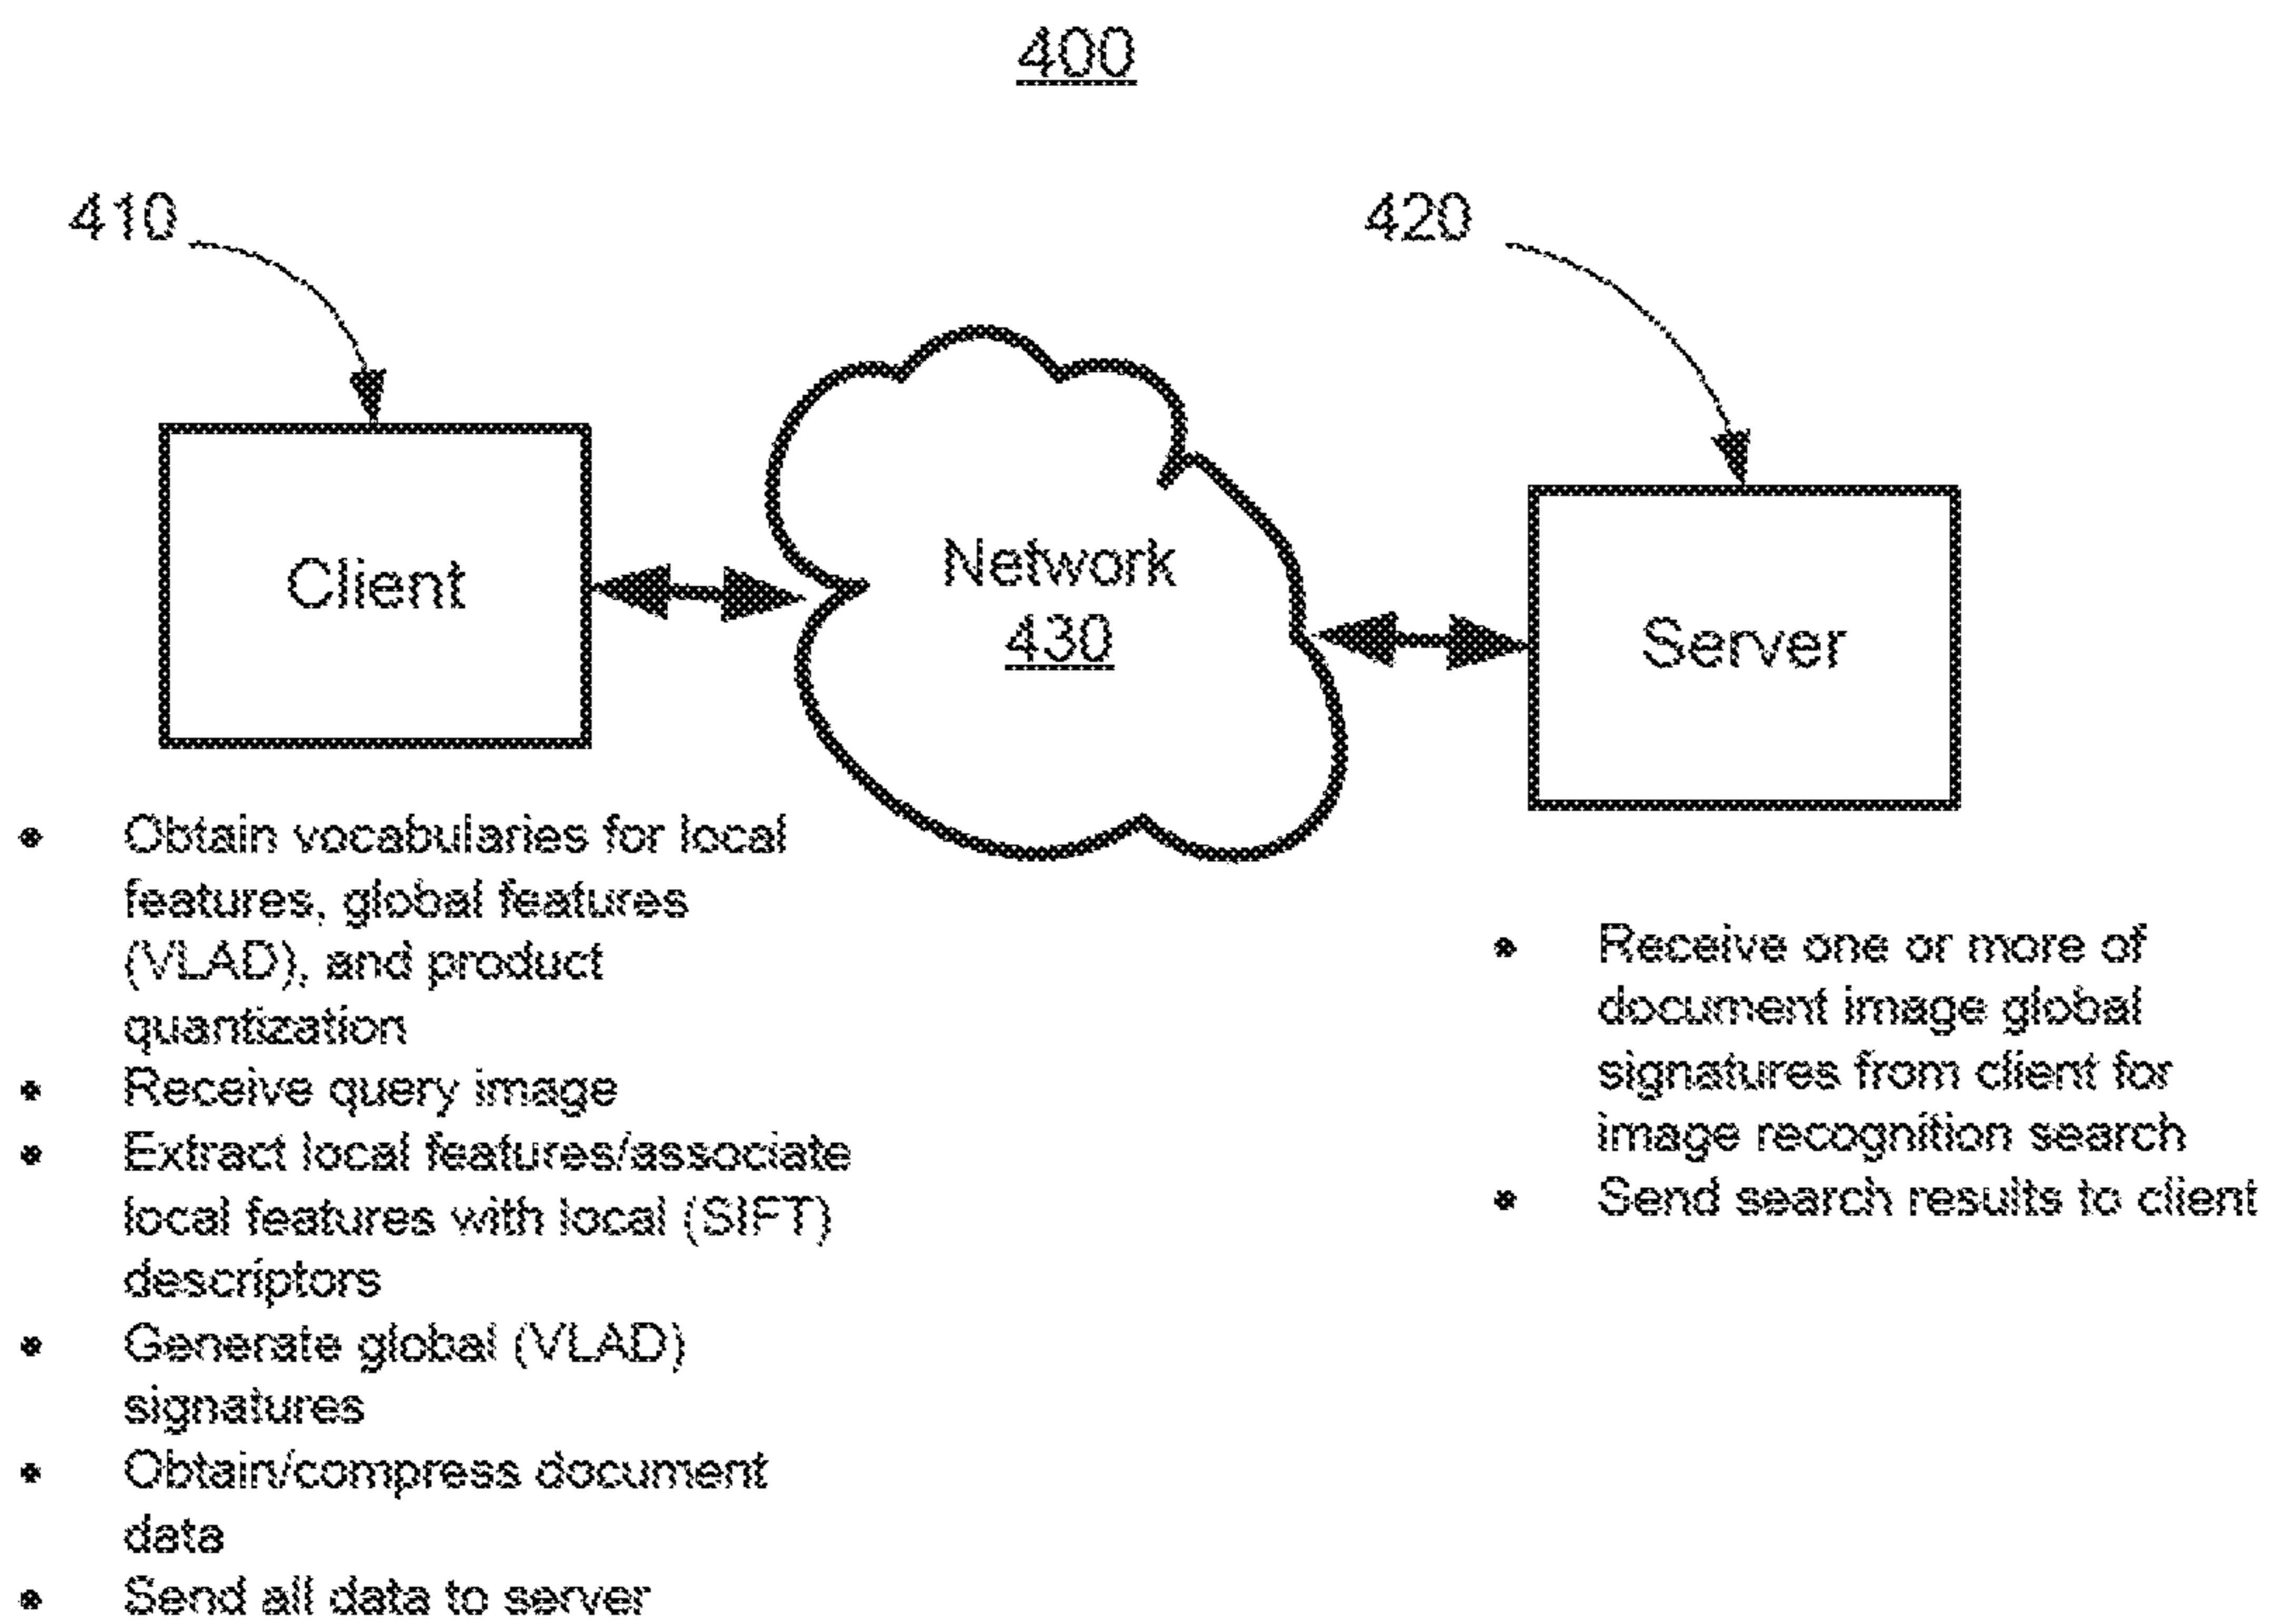 400
410
420
Client
Network
430
Server
• Obtain vocabularies for local
features, global features
(VLAD), and product
quantization
• Receive query image
• Extract local features/associate
local features with local (SIFT)
descriptors
• Generate global (VLAD)
signatures
• Obtain/compress document
data
• Send all data to server
• Receive one or more of
document image global
signatures from client for
image recognition search
• Send search results to client